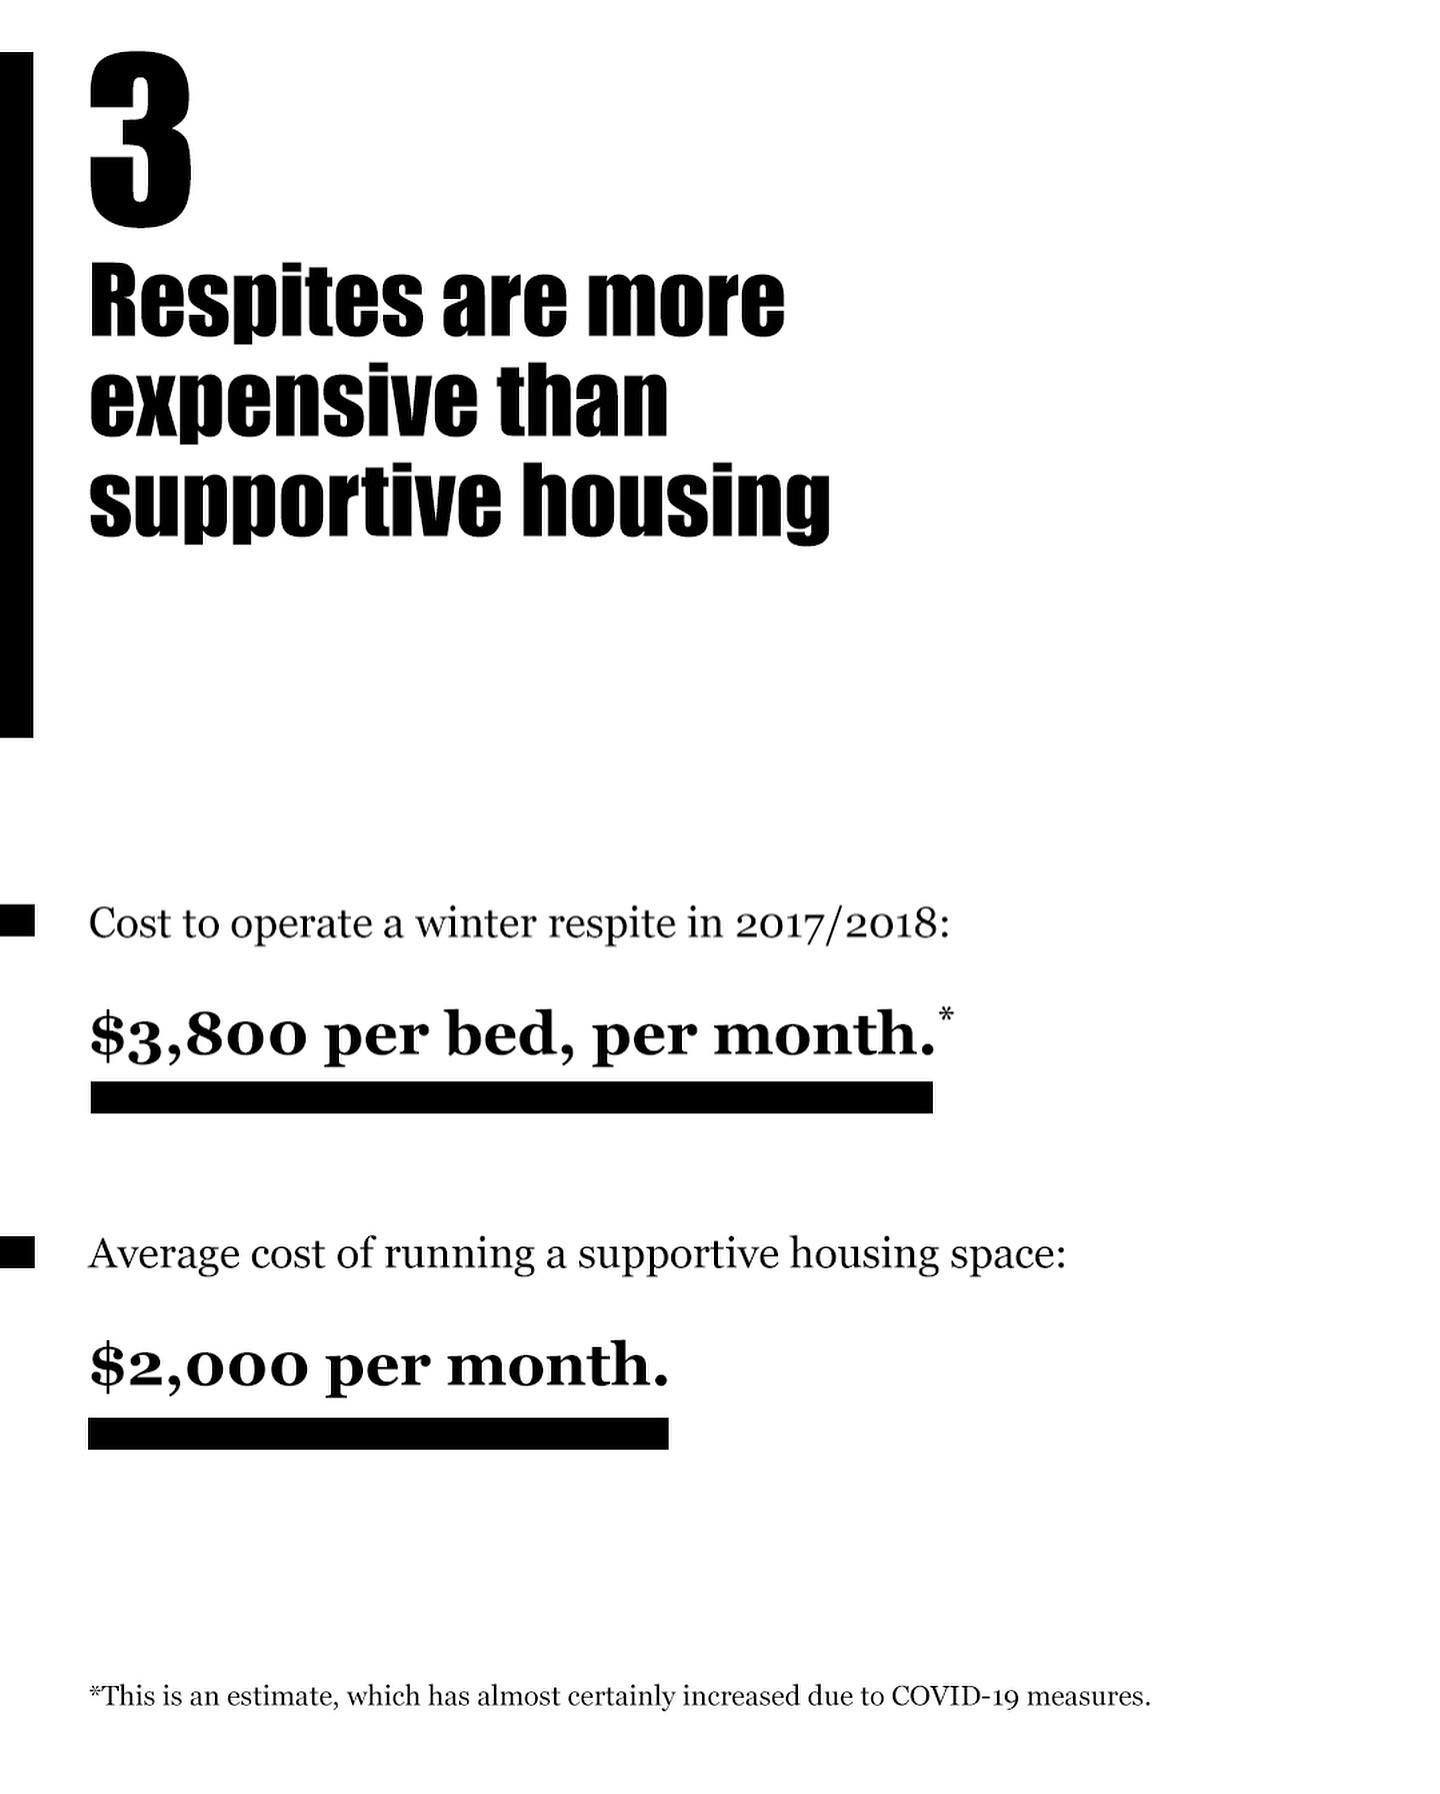 3
Respites are more
expensive than
supportive housing
Cost to operate a winter respite in 2017/2018:
$3,800 per bed, per month.*
Average cost of running a supportive housing space:
$2,000 per month.
*This is an estimate, which has almost certainly increased due to COVID-19 measures.